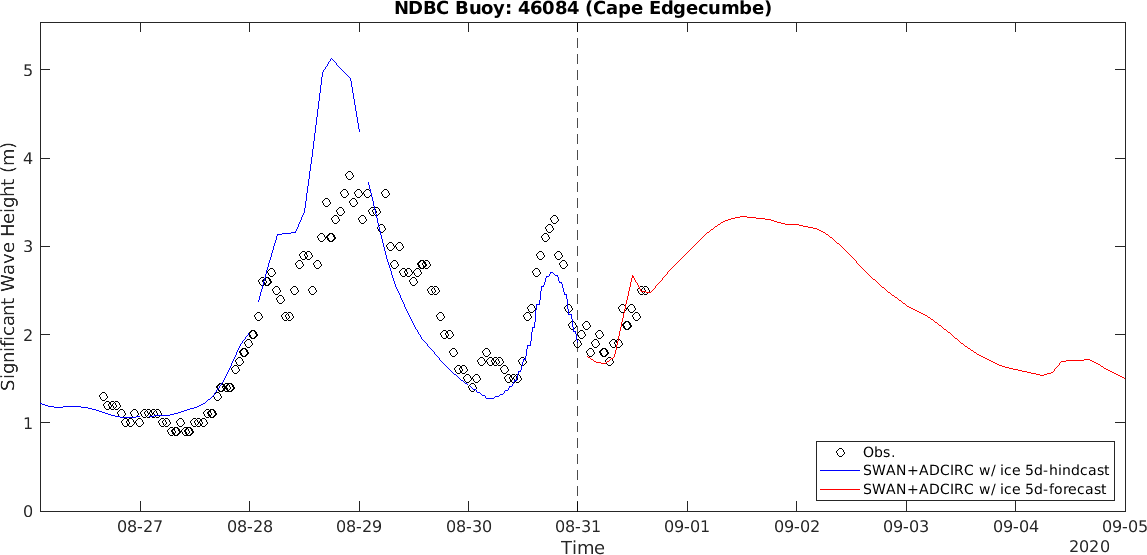 NDBC Buoy: 46084 (Cape Edgecumbe)
Significant Wave Height (m)
5
4
3
2
1
0
Obs.
SWAN+ADCIRC w/ ice 5d-hindcast
SWAN+ADCIRC w/ ice 5d-forecast
08-27 08-28 08-29 08-30 08-31 09-01 09-02 09-03 09-04 09-05
Time
2020